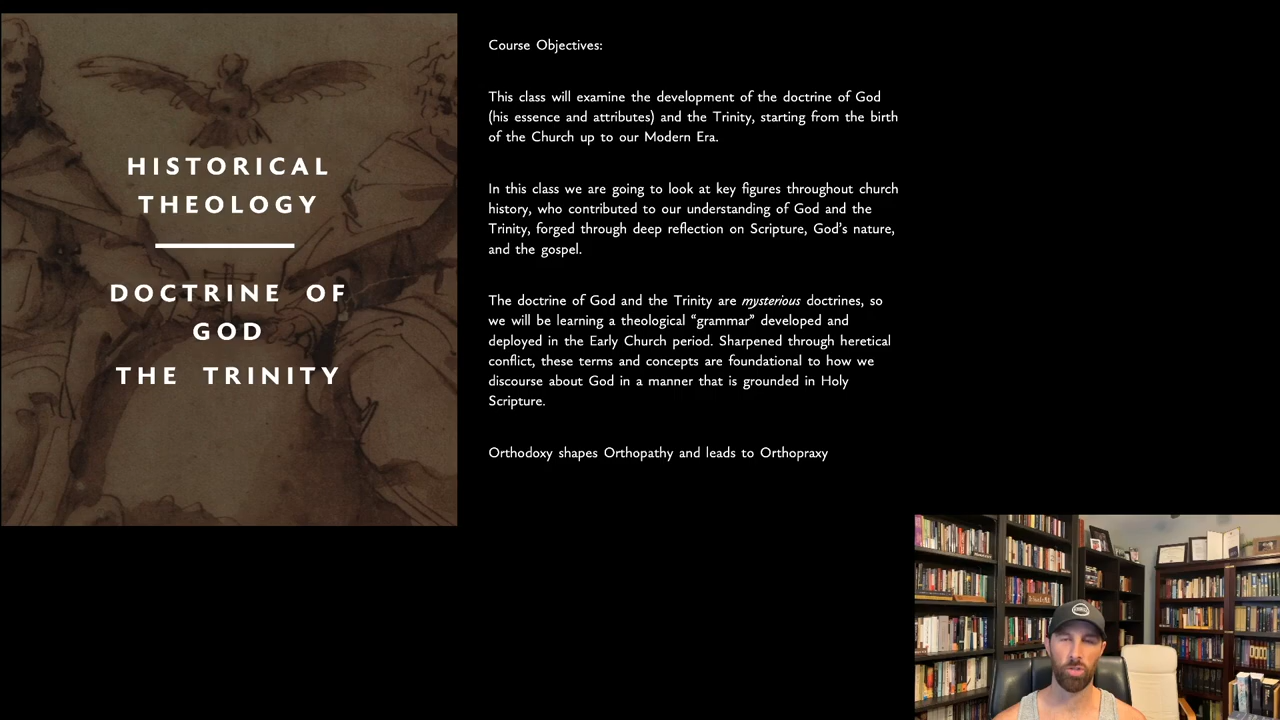 HISTORICAL
THEOLOGY
DOCTRINE OF
GOD
THE TRINITY
Course Objectives:
This class will examine the development of the doctrine of God
(his essence and attributes) and the Trinity, starting from the birth
of the Church up to our Modern Era.
In this class we are going to look at key figures throughout church
history, who contributed to our understanding of God and the
Trinity, forged through deep reflection on Scripture, God’s nature,
and the gospel.
The doctrine of God and the Trinity are mysterious doctrines, so
we will be learning a theological “grammar” developed and
deployed in the Early Church period. Sharpened through heretical
conflict, these terms and concepts are foundational to how we
discourse about God in a manner that is grounded in Holy
Scripture.
Orthodoxy shapes Orthopathy and leads to Orthopraxy